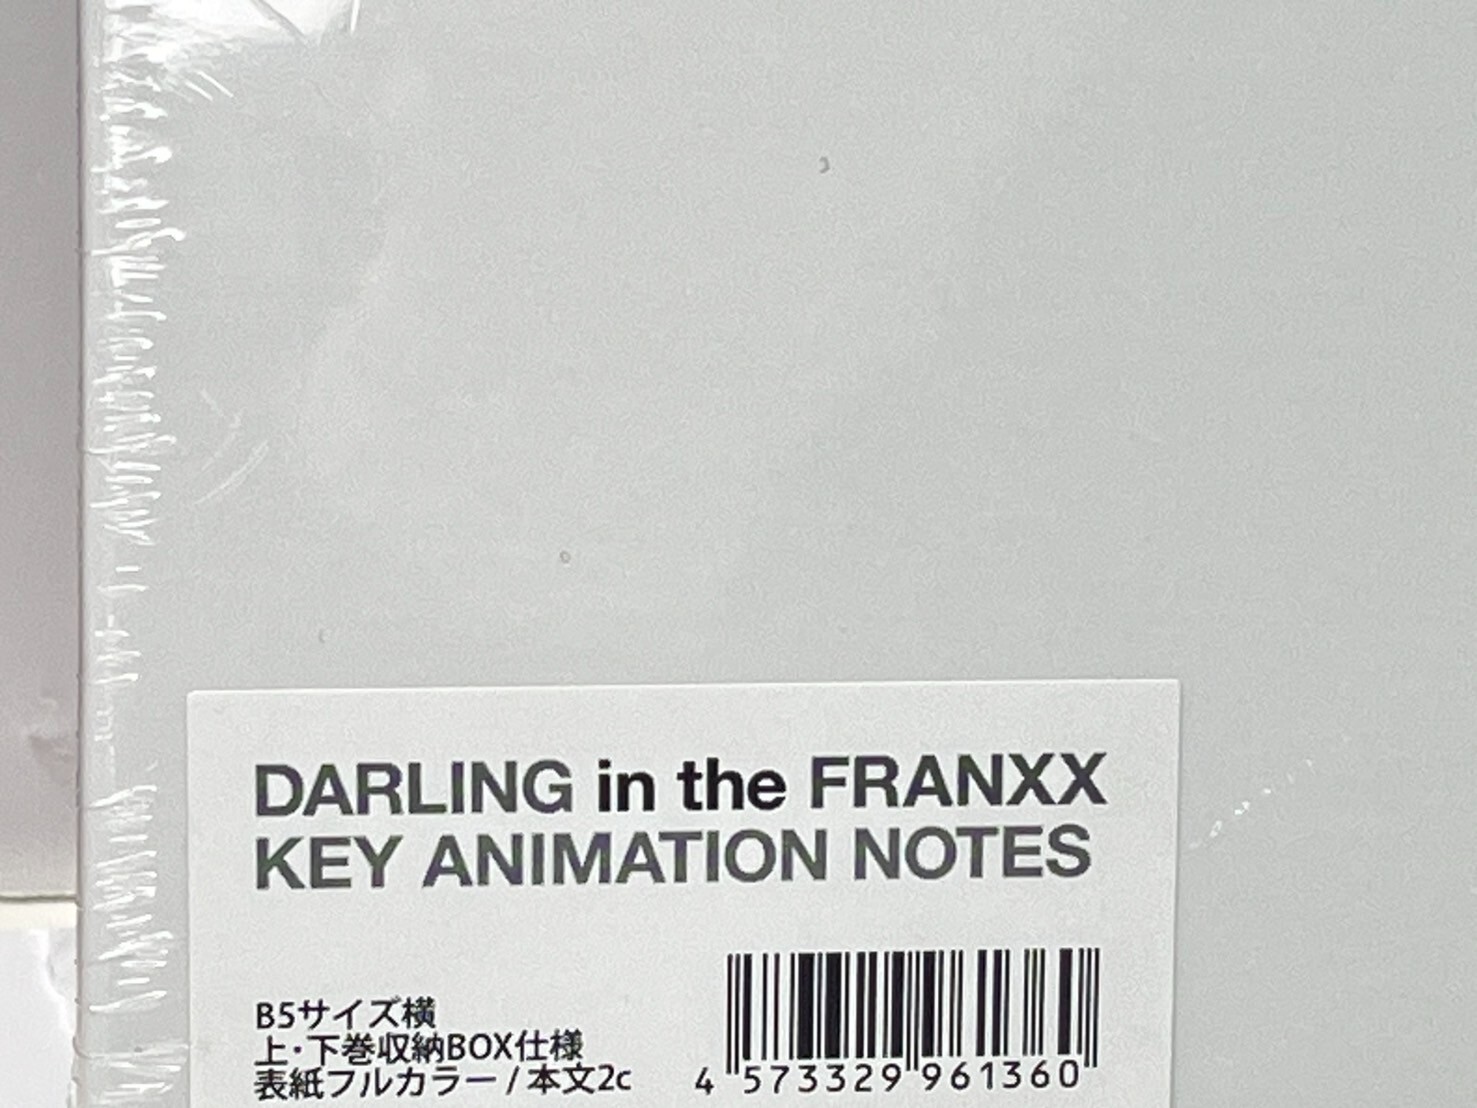 DARLING in the FRANXX
KEY ANIMATION NOTES
B5サイズ横
上・下巻収納BOX仕様
表紙フルカラー / 本文2c
4 573329 961360